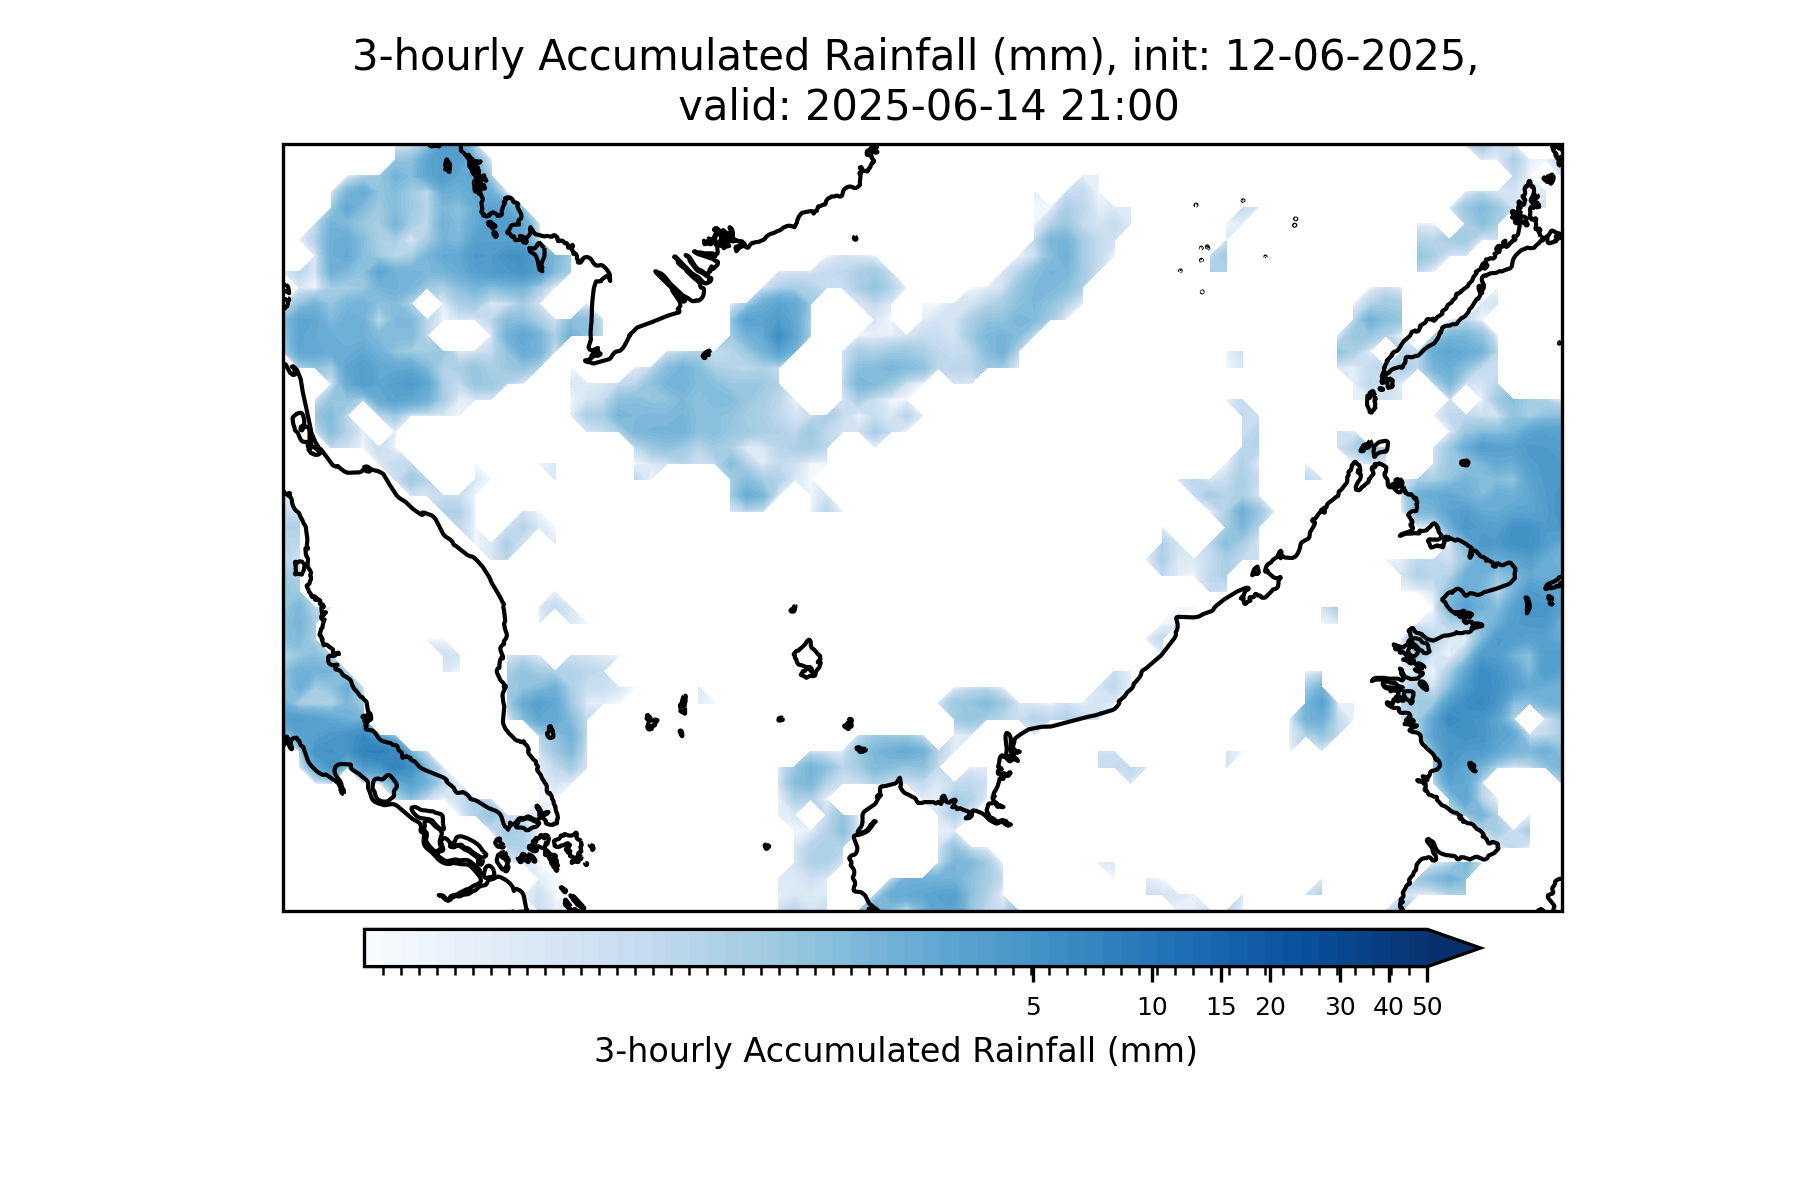 3-hourly Accumulated Rainfall (mm), init: 12-06-2025,
valid: 2025-06-14 21:00
5 10 15 20 30 40 50
3-hourly Accumulated Rainfall (mm)